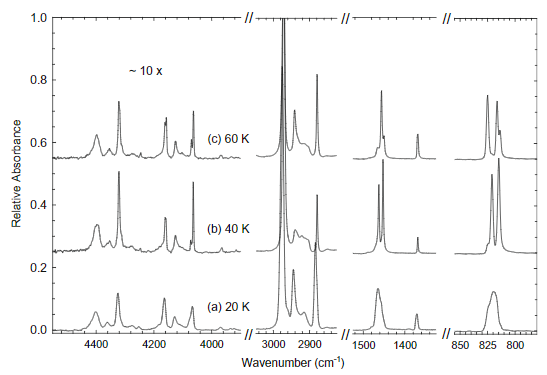 // // //
1.0
0.8
~ 10 x
0.6
(c) 60 K
0.4
(b) 40 K
0.2
(a) 20 K
0.0
Relative Absorbance
// // //
4400 4200 4000 3000 2900 1500 1400 850 825 800
Wavenumber (cm-1)